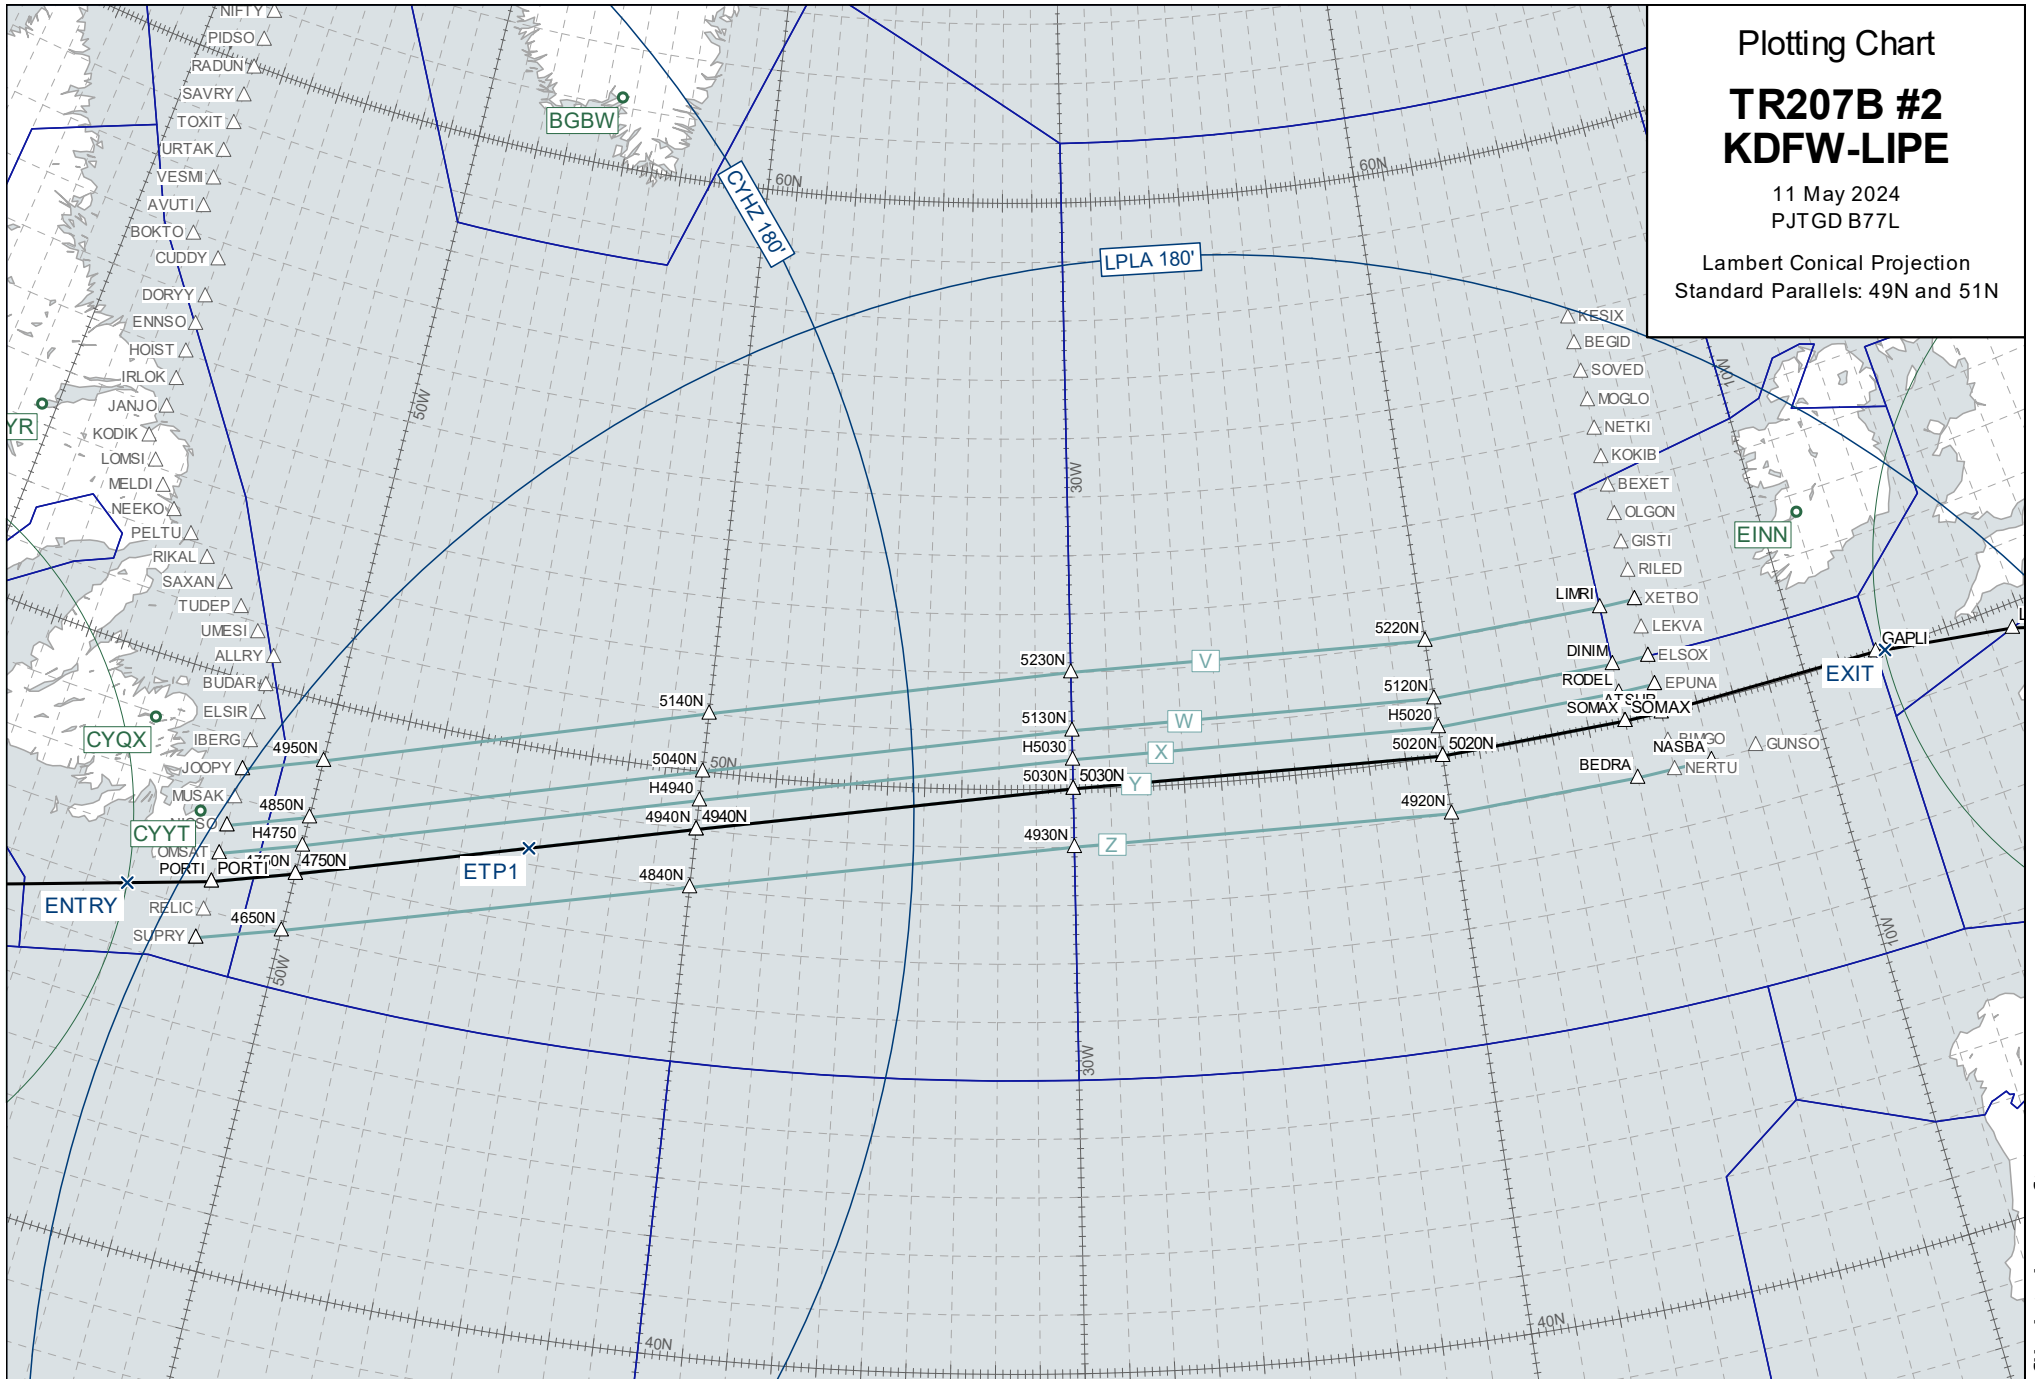 Plotting Chart
TR207B #2
KDFW-LIPE
11 May 2024
PJTGD B77L
Lambert Conical Projection
Standard Parallels: 49N and 51N
NIFTY
PIDSO
RADUN
SAVRY
TOXIT
URTAK
VESMI
AVUTI
BOKTO
CUDDY
DORYY
ENNSO
HOIST
IRLOK
JANJO
KODIK
LOMSI
MELDI
NEEKO
PELTU
RIKAL
SAXAN
TUDEP
UMESI
ALLRY
BUDAR
ELSIR
IBERG
JOOPY
MUSAK
OMSAT
PORTI
PORTI
RELIC
SUPRY
YR
CYQX
CYYT
ENTRY
BGBW
CYHZ 180'
LPLA 180'
60N
60N
50W
50W
50N
40N
40N
30W
30W
10W
10W
4950N
4850N
H4750
4750N
4650N
ETP1
5140N
5040N
H4940
4940N
4940N
4840N
5230N
5130N
H5030
5030N
5030N
4930N
V
W
X
Y
Z
5220N
5120N
H5020
5020N
5020N
4920N
KESIX
BEGID
SOVED
MOGLO
NETKI
KOKIB
BEXET
OLGON
GISTI
RILED
XETBO
LEKVA
ELSOX
EPUNA
LIMRI
DINIM
RODEL
SOMAX
SOMAX
NASBA
BEDRA
NERTU
GUNSO
EINN
GAPLI
EXIT